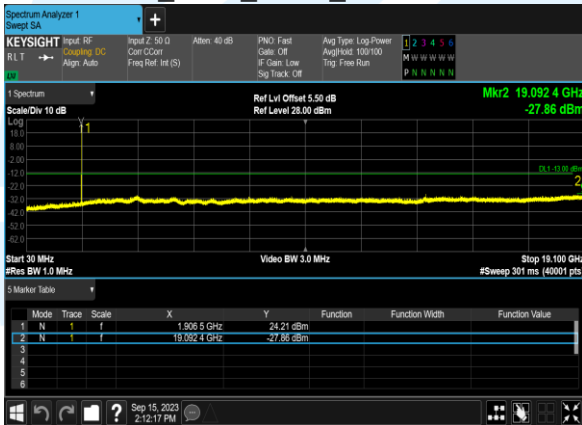 Spectrum Analyzer 1
Swept SA
+
KEYSIGHT Input: RF Input Z: 50 Ω Atten: 40 dB PNO: Fast Avg Type: Log-Power 1 2 3 4 5 6
RLT Coupling: DC Corr CCorr Gate: Off Avg|Hold: 100/100 M W W W W W
Align: Auto Freq Ref: Int (S) IF Gain: Low Trig: Free Run
Sig Track: Off P N N N N N
1 Spectrum
Ref Lvl Offset 5.50 dB Mkr2 19.092 4 GHz
Scale/Div 10 dB Ref Level 28.00 dBm -27.86 dBm
Log
1
18.0
8.00
-2.00
DL1 -13.00 dBm
-12.0
2
-22.0
-32.0
-42.0
-52.0
-62.0
Start 30 MHz Video BW 3.0 MHz Stop 19.100 GHz
#Res BW 1.0 MHz #Sweep 301 ms (40001 pts)
5 Marker Table
Mode Trace Scale X Y Function Function Width Function Value
1 N 1 f 1.906 5 GHz 24.21 dBm
2 N 1 f 19.092 4 GHz -27.86 dBm
3
4
5
6
? Sep 15, 2023
2:12:17 PM